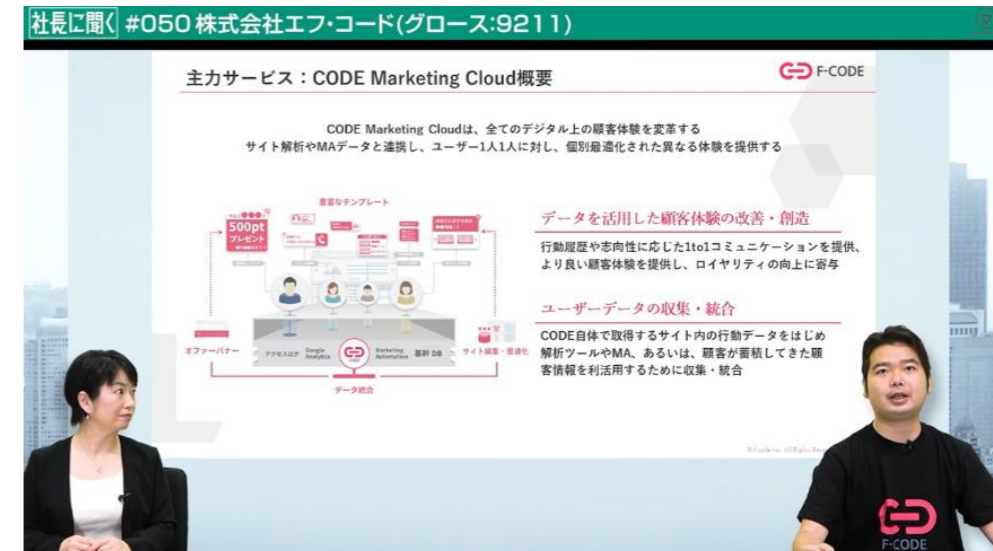 社長に聞く #050 株式会社エフ・コード(グロース:9211)
主力サービス:CODE Marketing Cloud概要
F-CODE
CODE Marketing Cloudは、全てのデジタル上の顧客体験を変革する
サイト解析やMAデータと連携し、ユーザー1人1人に対し、個別最適化された異なる体験を提供する
豊富なテンプレート
500pt
プレゼント
オファーバナー
アクセスログ
Google
Analytics
CODE
Marketing
Automation
基幹 DB
サイト編集・最適化
データ統合
データを活用した顧客体験の改善・創造
行動履歴や志向性に応じた1to1コミュニケーションを提供、
より良い顧客体験を提供し、ロイヤリティの向上に寄与
ユーザーデータの収集・統合
CODE自体で取得するサイト内の行動データをはじめ
解析ツールやMA、あるいは、顧客が蓄積してきた顧
客情報を利活用するために収集・統合
F-CODE